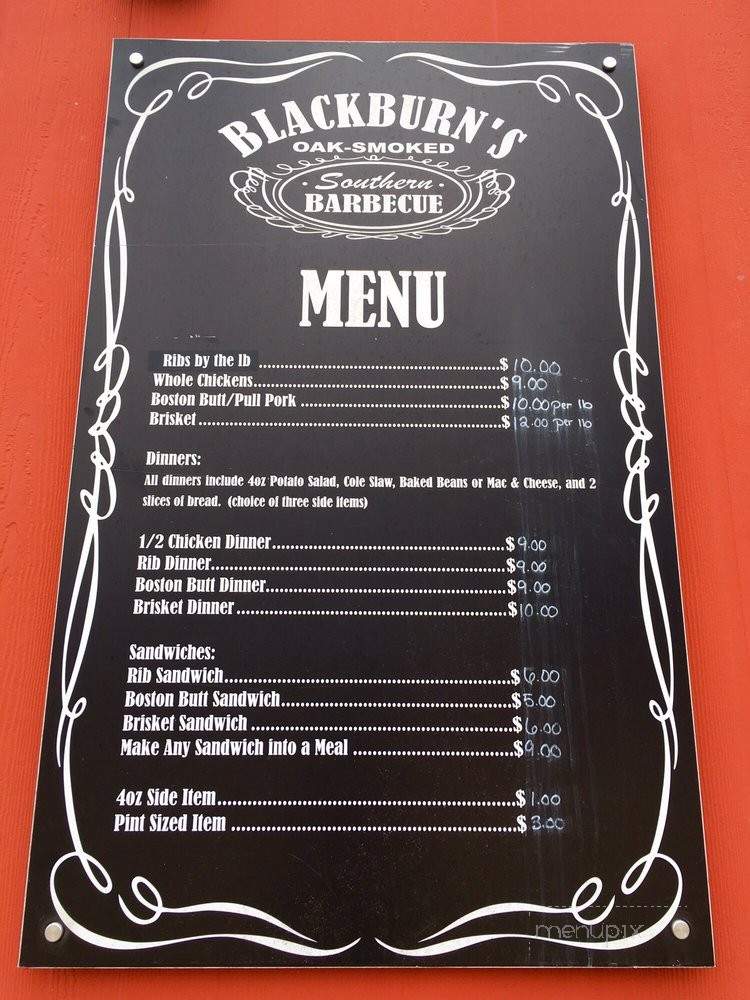 BLACKBURN'S
OAK-SMOKED
· Southern ·
BARBECUE
MENU
Ribs by the lb ........................................................ $ 10.00
Whole Chickens........................................................ $ 9.00
Boston Butt/Pull Pork ........................................................ $10.00 per lb
Brisket ........................................................ $12.00 per lb
Dinners:
All dinners include 4oz Potato Salad, Cole Slaw, Baked Beans or Mac & Cheese, and 2
slices of bread. (choice of three side items)
1/2 Chicken Dinner........................................................ $9.00
Rib Dinner........................................................ $9.00
Boston Butt Dinner........................................................ $9.00
Brisket Dinner ........................................................ $10.00
Sandwiches:
Rib Sandwich........................................................ $6.00
Boston Butt Sandwich........................................................ $5.00
Brisket Sandwich ........................................................ $6.00
Make Any Sandwich into a Meal ........................................ $9.00
4oz Side Item........................................................ $ 1.00
Pint Sized Item ........................................................ $ 3.00
menupix